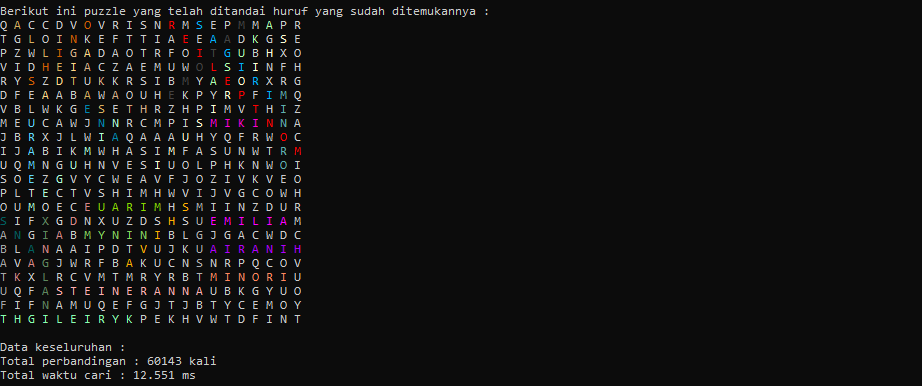 Berikut ini puzzle yang telah ditandai huruf yang sudah ditemukannya :
Q A C C D V O V R I S N R M S E P M M A P R
T G L O I N K E F T T I A E E A A D K G S E
P Z W L I G A D A O T R F O I T G U B H X O
V I D H E I A C Z A E M U W O L S I I N F H
R Y S Z D T U K K R S I B M Y A E O R X R G
D F E A A B A W A O U H E K P Y R P F I M Q
V B L W K G E S E T H R Z H P I M V T H I Z
M E U C A W J N N R C M P I S M I K I N N A
J B R X J L W I A Q A A A U H Y Q F R W O C
I J A B I K M W H A S I M F A S U N W T R M
U Q M N G U H N V E S I U O L P H K N W O I
S O E Z G V Y C W E A V F J O Z I V K V E O
P L T E C T V S H I M H W V I J V G C O W H
O U M O E C E U A R I M H S M I I N Z D U R
S I F X G D N X U Z D S H S U E M I L I A M
A N G I A B M Y N I N I B L G J G A C W D C
B L A N A A I P D T V U J K U A I R A N I H
A V A G J W R F B A K U C N S N R P Q C O V
T K X L R C V M T M R Y R B T M I N O R I U
U Q F A S T E I N E R A N N A U B K G Y U O
F I F N A M U Q E F G J T J B T Y C E M O Y
T H G I L E I R Y K P E K H V W T D F I N T
Data keseluruhan :
Total perbandingan : 60143 kali
Total waktu cari : 12.551 ms